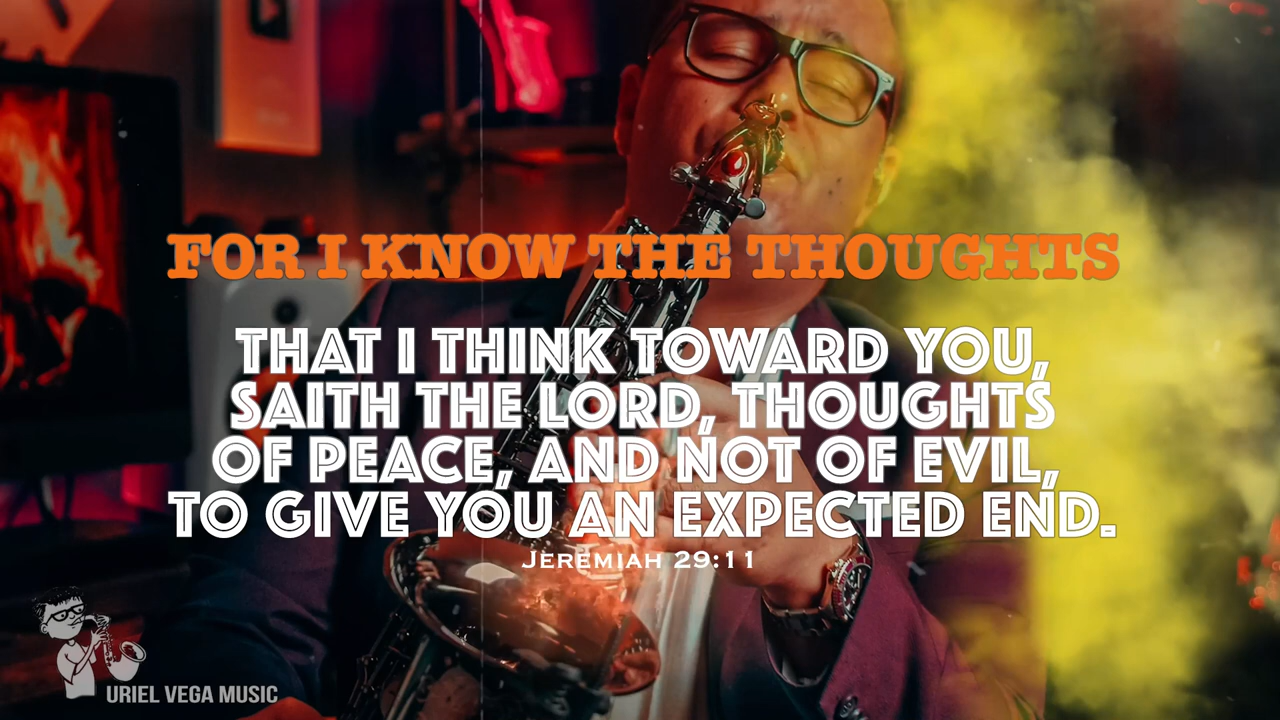 FOR I KNOW THE THOUGHTS
THAT I THINK TOWARD YOU,
SAITH THE LORD, THOUGHTS
OF PEACE, AND NOT OF EVIL,
TO GIVE YOU AN EXPECTED END.
JEREMIAH 29:11
URIEL VEGA MUSIC